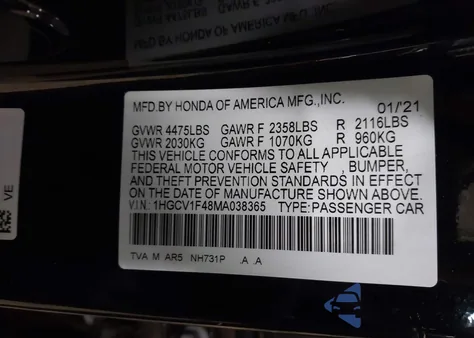 MFD.BY HONDA OF AMERICA MFG.,INC. 01/'21
GVWR 4475LBS GAWR F 2358LBS R 2116LBS
GVWR 2030KG GAWR F 1070KG R 960KG
THIS VEHICLE CONFORMS TO ALL APPLICABLE
FEDERAL MOTOR VEHICLE SAFETY , BUMPER,
AND THEFT PREVENTION STANDARDS IN EFFECT
ON THE DATE OF MANUFACTURE SHOWN ABOVE.
V.I.N: 1HGCV1F48MA038365 TYPE:PASSENGER CAR
TVA M AR5 NH731P .A .A
VE